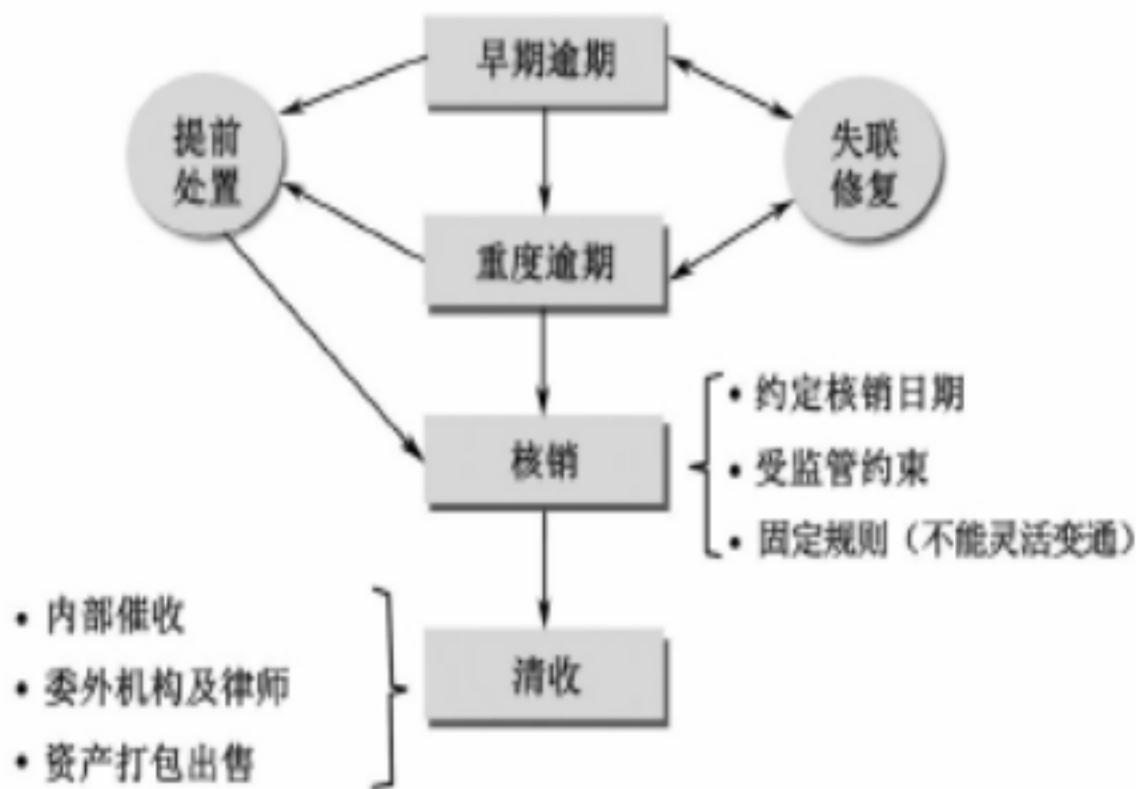 早期逾期
提前
处置
失联
修复
重度逾期
核销
• 约定核销日期
• 受监管约束
• 固定规则（不能灵活变通）
• 内部催收
• 委外机构及律师
• 资产打包出售
清收